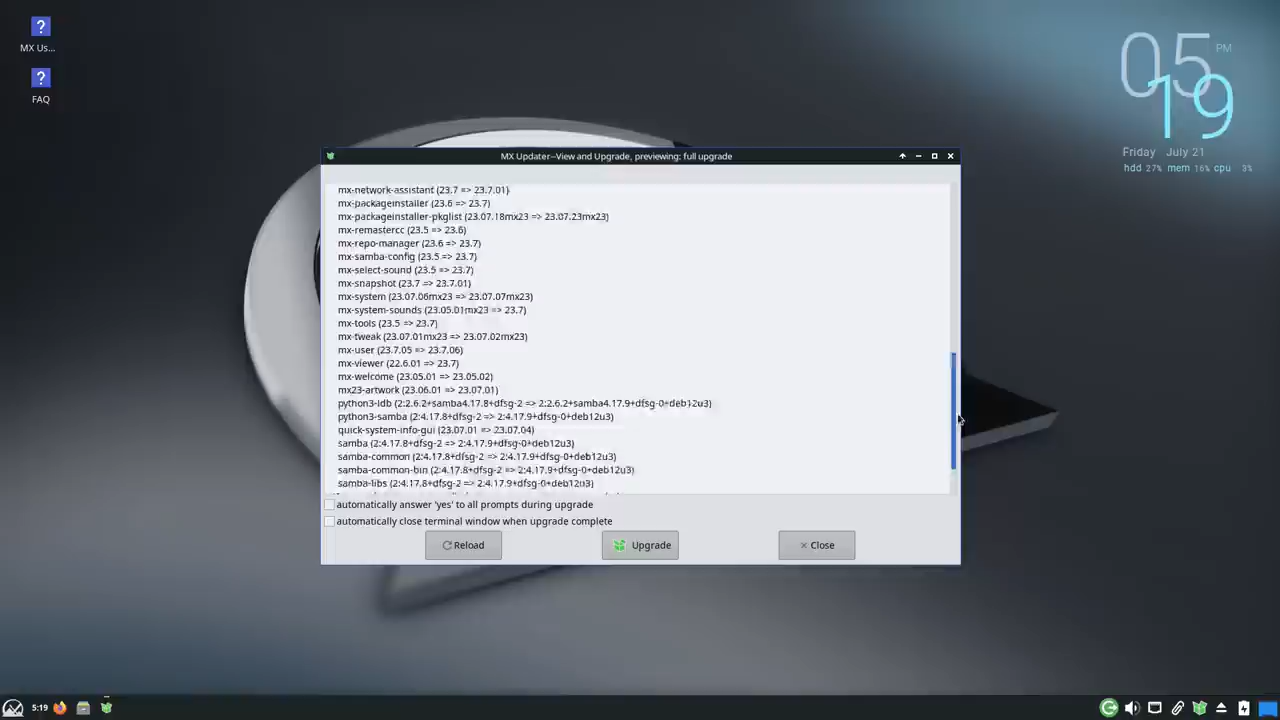 MX Us...
FAQ
05 PM
19
Friday July 21
hdd 27% mem 16% cpu 3%
MX Updater--View and Upgrade, previewing: full upgrade
mx-network-assistant (23.7 => 23.7.01)
mx-packageinstaller (23.6 => 23.7)
mx-packageinstaller-pkglist (23.07.18mx23 => 23.07.23mx23)
mx-remastercc (23.5 => 23.6)
mx-repo-manager (23.6 => 23.7)
mx-samba-config (23.5 => 23.7)
mx-select-sound (23.5 => 23.7)
mx-snapshot (23.7 => 23.7.01)
mx-system (23.07.06mx23 => 23.07.07mx23)
mx-system-sounds (23.05.01mx23 => 23.7)
mx-tools (23.5 => 23.7)
mx-tweak (23.07.01mx23 => 23.07.02mx23)
mx-user (23.7.05 => 23.7.06)
mx-viewer (22.6.01 => 23.7)
mx-welcome (23.05.01 => 23.05.02)
mx23-artwork (23.06.01 => 23.07.01)
python3-ldb (2:2.6.2+samba4.17.8+dfsg-2 => 2:2.6.2+samba4.17.9+dfsg-0+deb12u3)
python3-samba (2:4.17.8+dfsg-2 => 2:4.17.9+dfsg-0+deb12u3)
quick-system-info-gui (23.07.01 => 23.07.04)
samba (2:4.17.8+dfsg-2 => 2:4.17.9+dfsg-0+deb12u3)
samba-common (2:4.17.8+dfsg-2 => 2:4.17.9+dfsg-0+deb12u3)
samba-common-bin (2:4.17.8+dfsg-2 => 2:4.17.9+dfsg-0+deb12u3)
samba-libs (2:4.17.8+dfsg-2 => 2:4.17.9+dfsg-0+deb12u3)
automatically answer 'yes' to all prompts during upgrade
automatically close terminal window when upgrade complete
Reload
Upgrade
Close
5:19